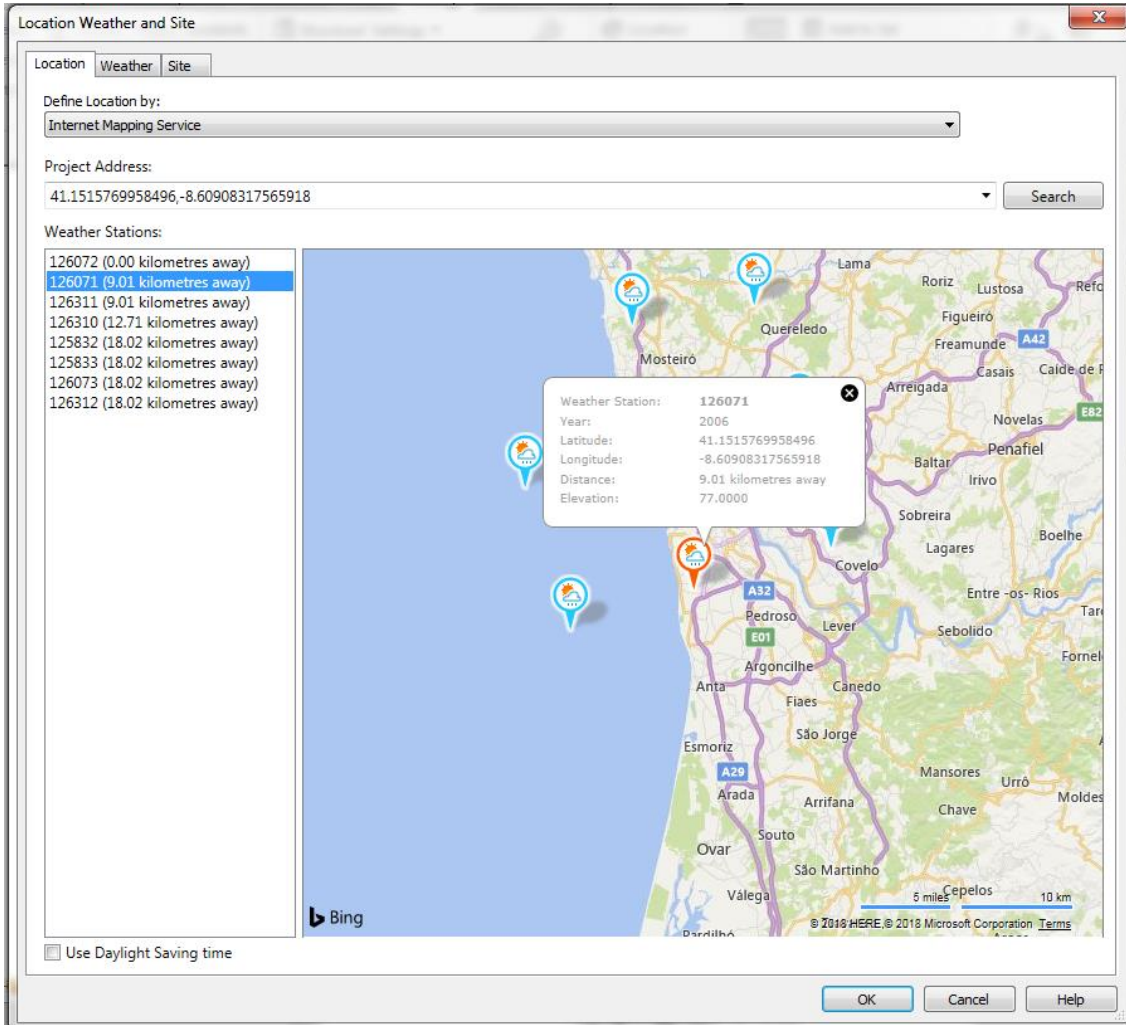 Location Weather and Site
Location
Weather
Site
Define Location by:
Internet Mapping Service
Project Address:
41.1515769958496,-8.60908317565918
Search
Weather Stations:
126072 (0.00 kilometres away)
126071 (9.01 kilometres away)
126311 (9.01 kilometres away)
126310 (12.71 kilometres away)
125832 (18.02 kilometres away)
125833 (18.02 kilometres away)
126073 (18.02 kilometres away)
126312 (18.02 kilometres away)
Lama
Roriz
Lustosa
Figueiró
Quereledo
Freamunde
A42
Mosteiró
Casais
Caíde de
Arreigada
Weather Station: 126071
Year: 2006
Latitude: 41.1515769958496
Longitude: -8.60908317565918
Distance: 9.01 kilometres away
Elevation: 77.0000
Novelas
E82
Penafiel
Baltar
Irivo
Sobreira
Boelhe
Lagares
Covelo
A32
Entre -os- Rios
Pedroso
Lever
Sebolido
E01
Argoncilhe
Anta
Canedo
Fiaes
São Jorge
Esmoriz
A29
Mansores
Urrô
Arada
Arrifana
Moldes
Chave
Souto
Ovar
São Martinho
Válega
Cepelos
5 miles
10 km
Bing
HERE,© 2018 Microsoft Corporation Terms
Use Daylight Saving time
OK
Cancel
Help